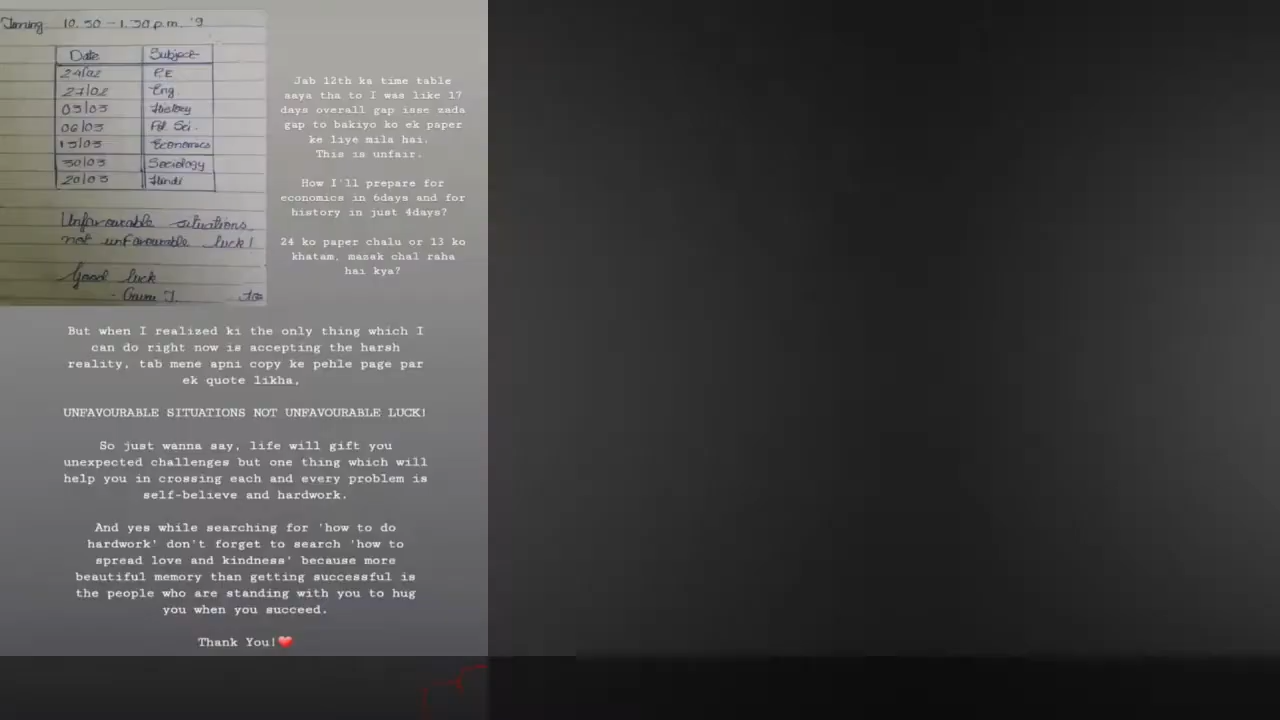 Timing 10.30 - 1.30 p.m.
Date Subject
24/02 P.E
27/02 Eng.
03/03 History
06/03 Pol. Sci.
13/03 Economics
30/03 Sociology
20/03 Hindi
Unfavourable situations
not unfavourable luck!
Good luck
Jab 12th ka time table
aaya tha to I was like 17
days overall gap isse zada
gap to bakiyo ko ek paper
ke liye mila hai.
This is unfair.
How I'll prepare for
economics in 6days and for
history in just 4days?
24 ko paper chalu or 13 ko
khatam, mazak chal raha
hai kya?
But when I realized ki the only thing which I
can do right now is accepting the harsh
reality, tab mene apni copy ke pehle page par
ek quote likha,
UNFAVOURABLE SITUATIONS NOT UNFAVOURABLE LUCK!
So just wanna say, life will gift you
unexpected challenges but one thing which will
help you in crossing each and every problem is
self-believe and hardwork.
And yes while searching for 'how to do
hardwork' don't forget to search 'how to
spread love and kindness' because more
beautiful memory than getting successful is
the people who are standing with you to hug
you when you succeed.
Thank You!❤️